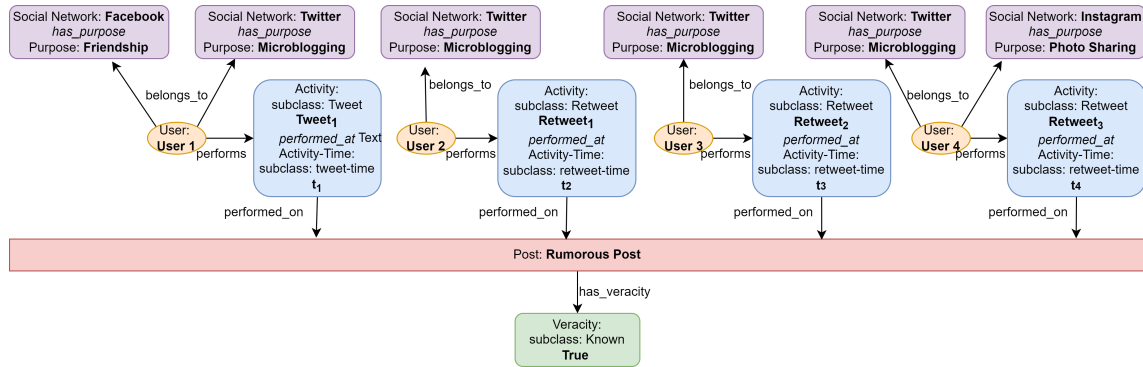 Social Network: Facebook
has_purpose
Purpose: Friendship
Social Network: Twitter
has_purpose
Purpose: Microblogging
Social Network: Twitter
has_purpose
Purpose: Microblogging
Social Network: Twitter
has_purpose
Purpose: Microblogging
Social Network: Twitter
has_purpose
Purpose: Microblogging
Social Network: Instagram
has_purpose
Purpose: Photo Sharing
belongs_to
belongs_to
belongs_to
belongs_to
User:
User 1
performs
Activity:
subclass: Tweet
Tweet1
performed_at Text
Activity-Time:
subclass: tweet-time
t1
User:
User 2
performs
Activity:
subclass: Retweet
Retweet1
performed_at
Activity-Time:
subclass: retweet-time
t2
User:
User 3
performs
Activity:
subclass: Retweet
Retweet2
performed_at
Activity-Time:
subclass: retweet-time
t3
User:
User 4
performs
Activity:
subclass: Retweet
Retweet3
performed_at
Activity-Time:
subclass: retweet-time
t4
performed_on
performed_on
performed_on
performed_on
Post: Rumorous Post
has_veracity
Veracity:
subclass: Known
True